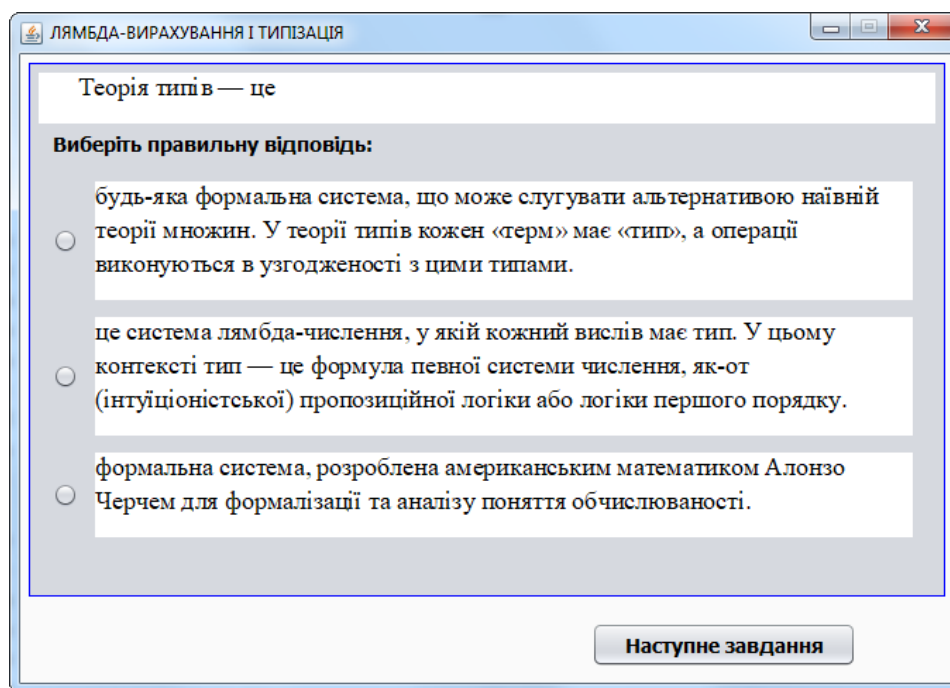 ЛЯМБДА-ВИРАХУВАННЯ І ТИПІЗАЦІЯ
Теорія типів — це
Виберіть правильну відповідь:
будь-яка формальна система, що може слугувати альтернативою наївній
теорії множин. У теорії типів кожен «терм» має «тип», а операції
виконуються в узгодженості з цими типами.
це система лямбда-числення, у якій кожний вислів має тип. У цьому
контексті тип — це формула певної системи числення, як-от
(інтуїціоністської) пропозиційної логіки або логіки першого порядку.
формальна система, розроблена американським математиком Алонзо
Черчем для формалізації та аналізу поняття обчислюваності.
Наступне завдання